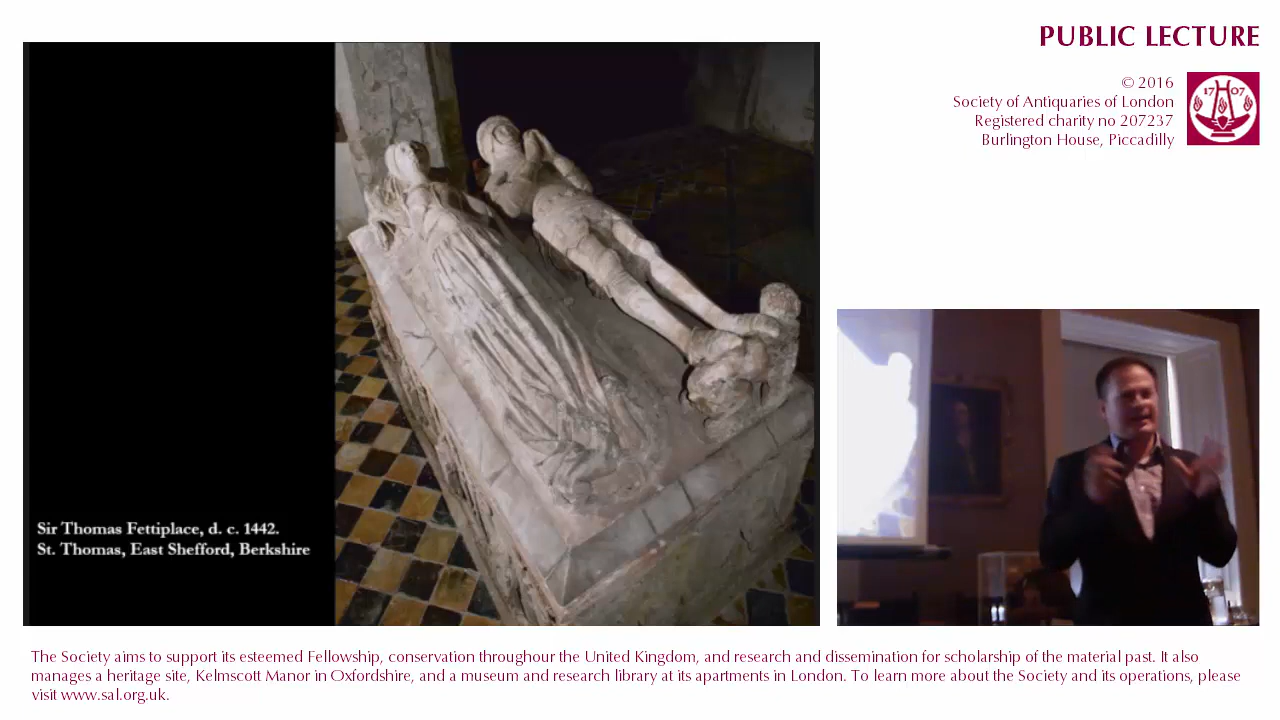 PUBLIC LECTURE
© 2016
Society of Antiquaries of London
Registered charity no 207237
Burlington House, Piccadilly
17 07
Sir Thomas Fettiplace, d. c. 1442.
St. Thomas, East Shefford, Berkshire
The Society aims to support its esteemed Fellowship, conservation throughour the United Kingdom, and research and dissemination for scholarship of the material past. It also
manages a heritage site, Kelmscott Manor in Oxfordshire, and a museum and research library at its apartments in London. To learn more about the Society and its operations, please
visit www.sal.org.uk.